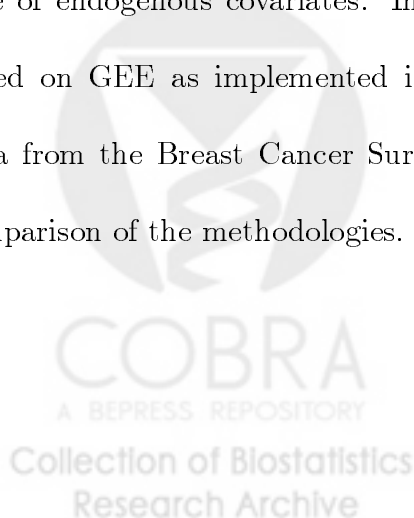 e of endogenous covariates. In
ed on GEE as implemented i
a from the Breast Cancer Sur
nparison of the methodologies.
COBRA
A BEPRESS REPOSITORY
Collection of Biostatistics
Research Archive